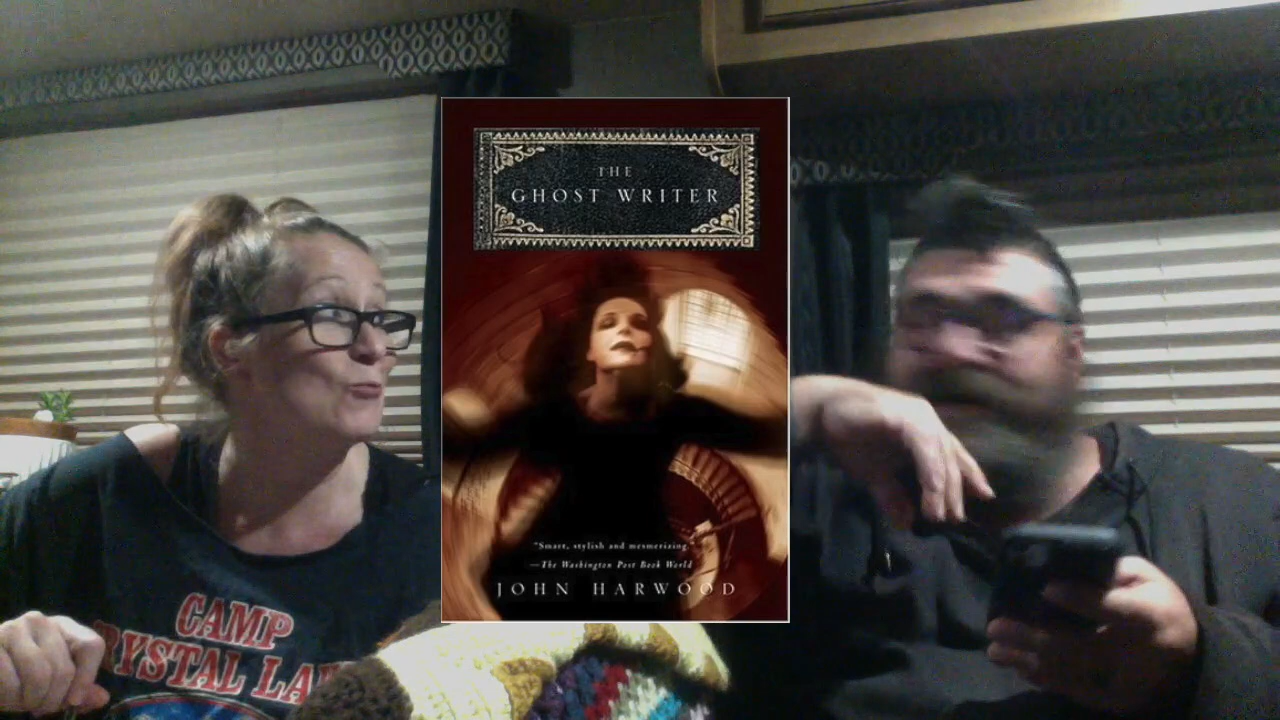 THE
GHOST WRITER
"Smart, stylish and mesmerizing."
—The Washington Post Book World
JOHN HARWOOD
CAMP
RYSTAL LA